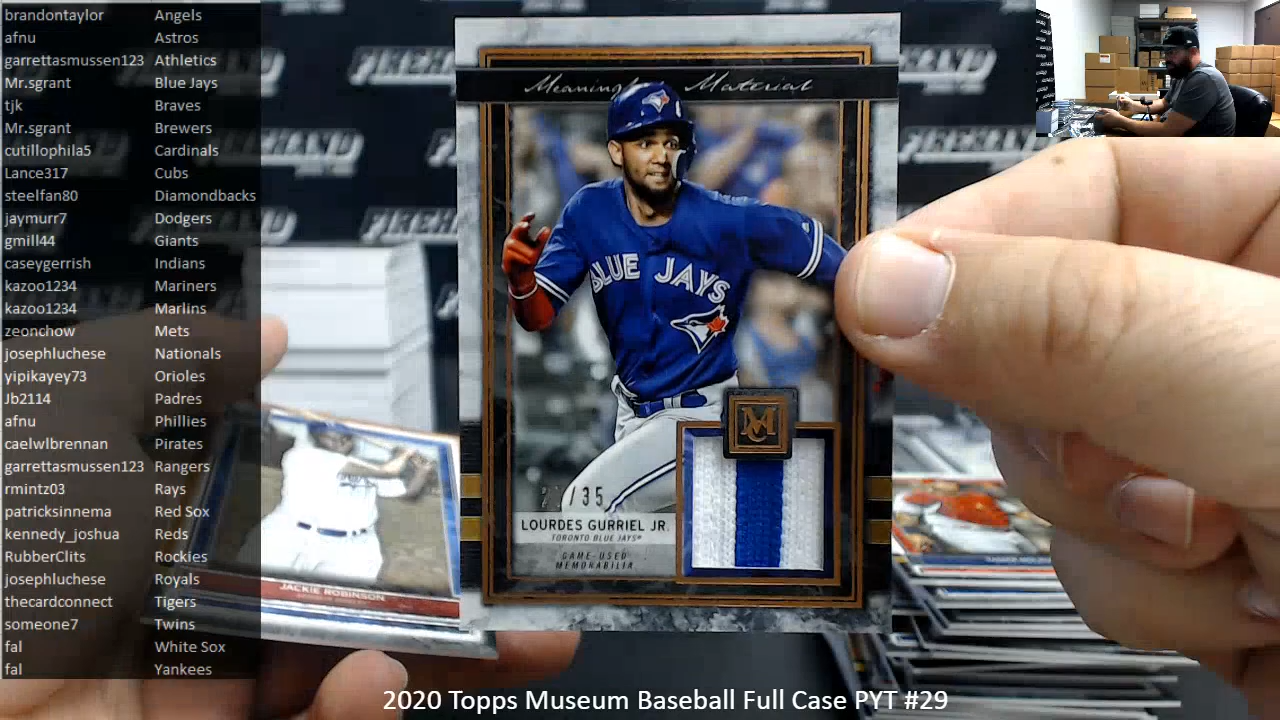 brandontaylor Angels
afnu Astros
garrettasmussen123 Athletics
Mr.sgrant Blue Jays
tjk Braves
Mr.sgrant Brewers
cutillophila5 Cardinals
Lance317 Cubs
steelfan80 Diamondbacks
jaymurr7 Dodgers
gmill44 Giants
caseygerrish Indians
kazoo1234 Mariners
kazoo1234 Marlins
zeonchow Mets
josephluchese Nationals
yipikayey73 Orioles
Jb2114 Padres
afnu Phillies
caelwlbrennan Pirates
garrettasmussen123 Rangers
rmintz03 Rays
patricksinnema Red Sox
kennedy_joshua Reds
RubberClits Rockies
josephluchese Royals
thecardconnect Tigers
someone7 Twins
fal White Sox
fal Yankees
Material
BLUE JAYS
MC
/35
LOURDES GURRIEL JR.
TORONTO BLUE JAYS
GAME-USED
MEMORABILIA
JACKIE ROBINSON
FIREHAND
2020 Topps Museum Baseball Full Case PYT #29